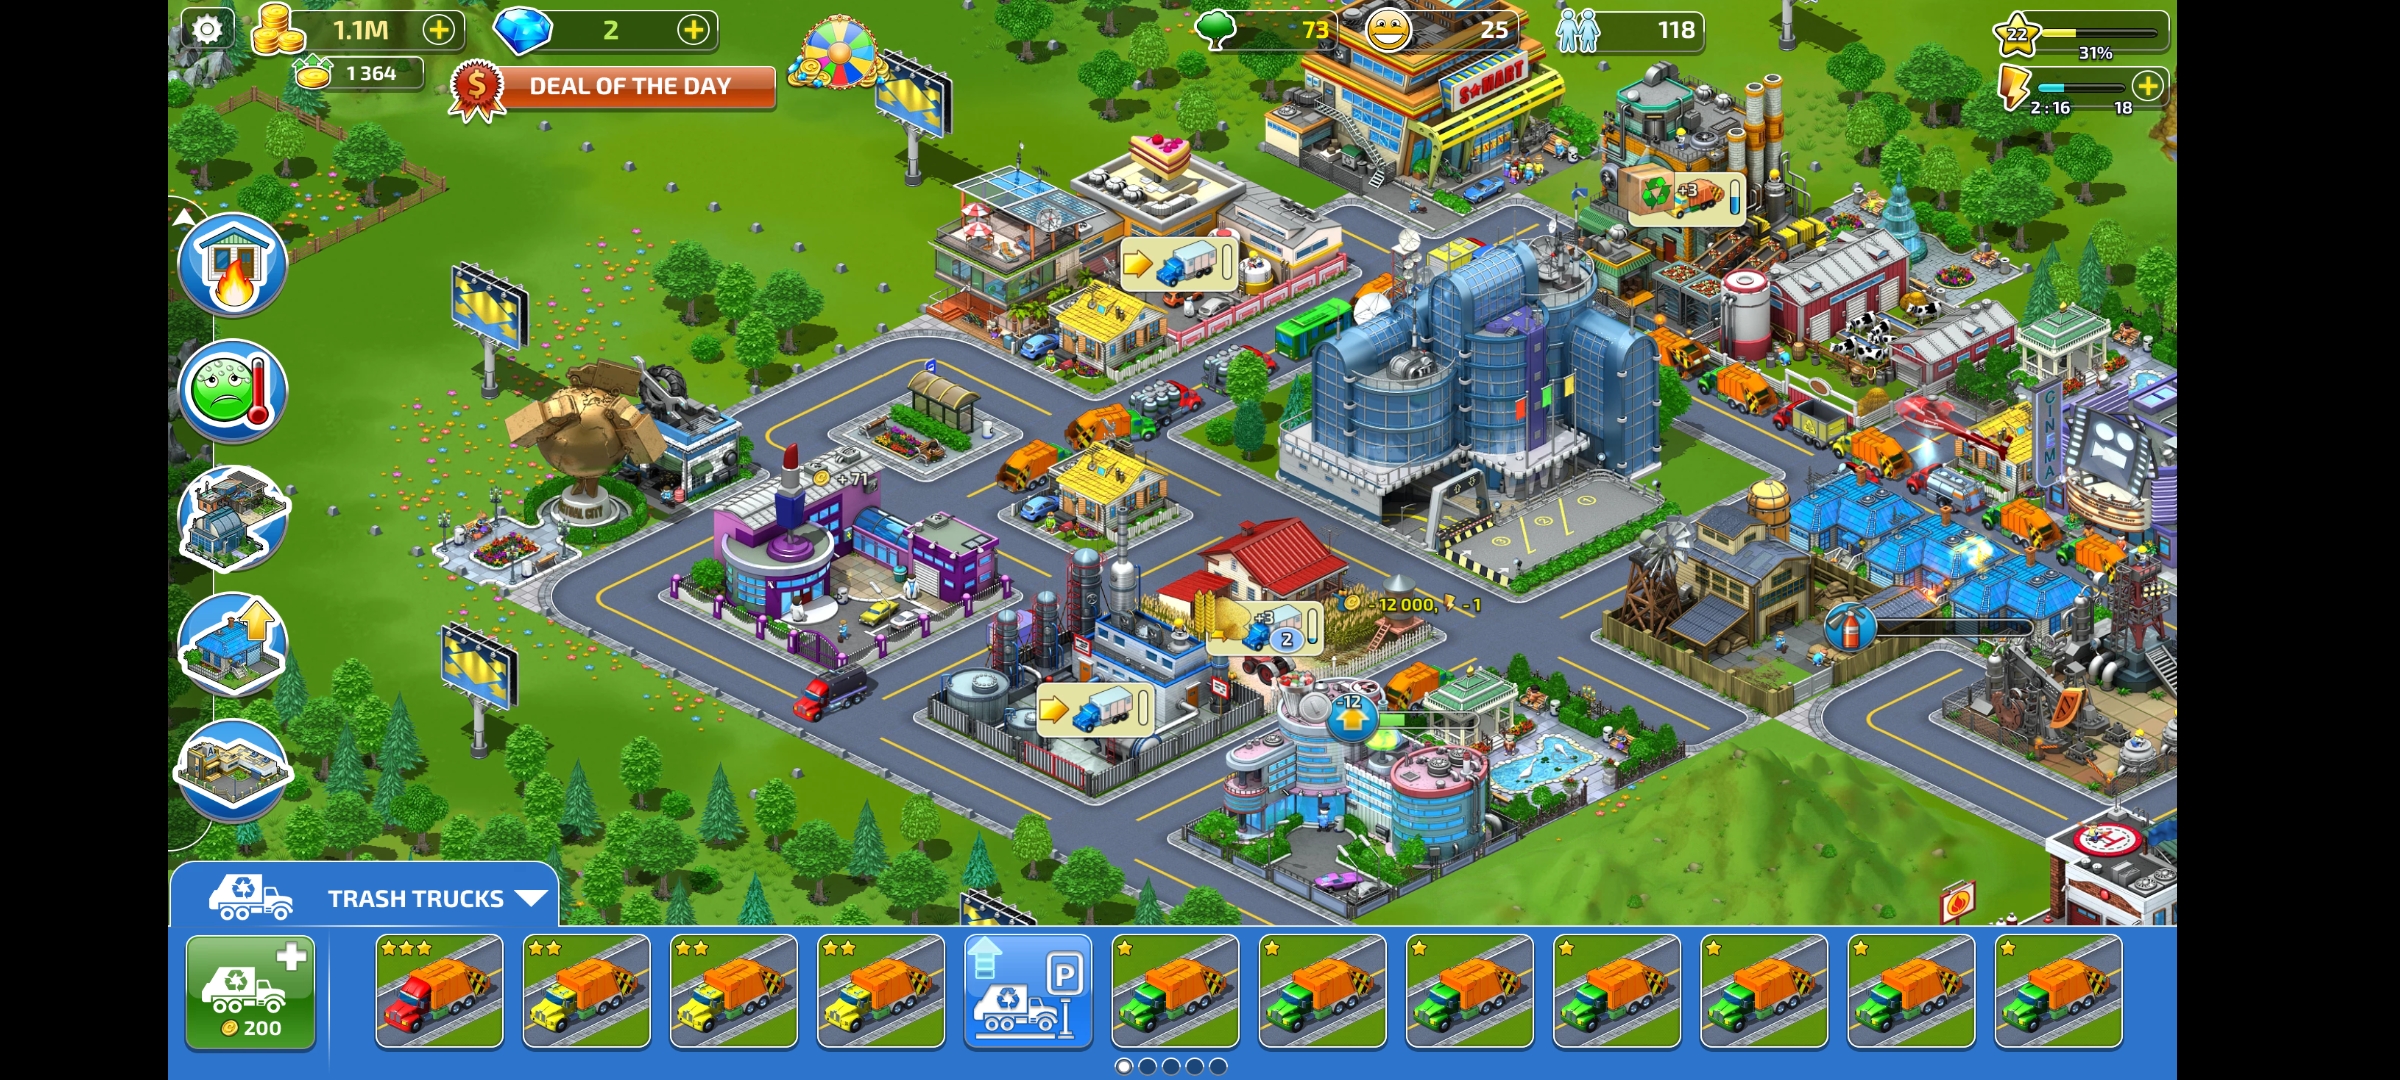 1.1M
2
73
25
118
22
31%
1 364
DEAL OF THE DAY
2:16
18
S★MART
+3
CINEMA
+71
-12 000, -1
+3
2
-12
TRASH TRUCKS
200
P